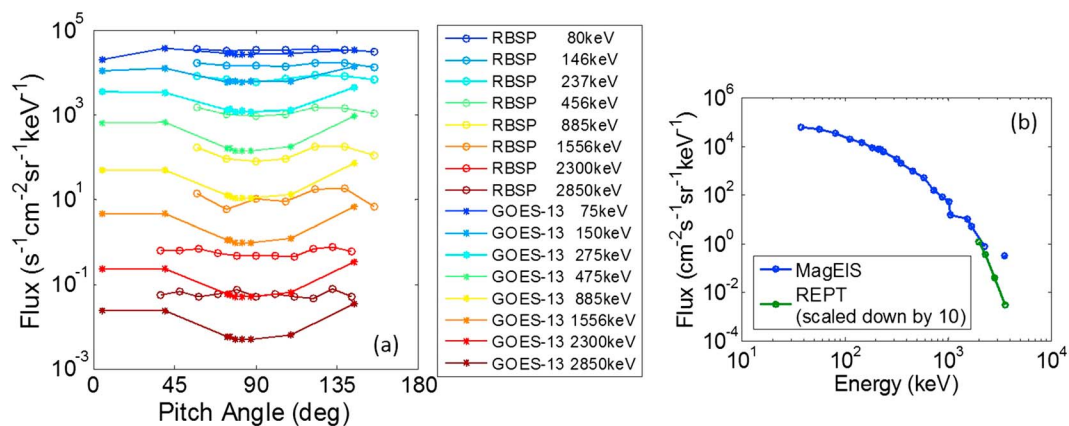 10^5
10^3
10^1
10^-1
10^-3
Flux (s^-1cm^-2sr^-1keV^-1)
0 45 90 135 180
Pitch Angle (deg)
(a)
RBSP 80keV
RBSP 146keV
RBSP 237keV
RBSP 456keV
RBSP 885keV
RBSP 1556keV
RBSP 2300keV
RBSP 2850keV
GOES-13 75keV
GOES-13 150keV
GOES-13 275keV
GOES-13 475keV
GOES-13 885keV
GOES-13 1556keV
GOES-13 2300keV
GOES-13 2850keV
10^6
10^4
10^2
10^0
10^-2
10^-4
Flux (cm^-2s^-1sr^-1keV^-1)
(b)
MagEIS
REPT
(scaled down by 10)
10^1 10^2 10^3 10^4
Energy (keV)